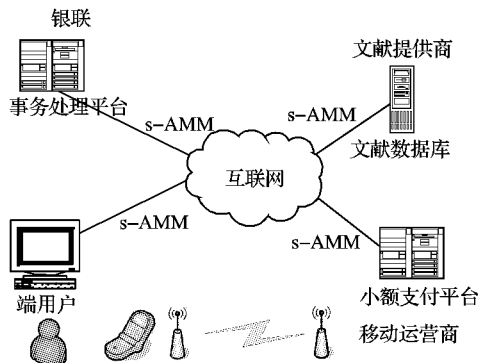 银联
文献提供商
事务处理平台
s-AMM
s-AMM
文献数据库
互联网
s-AMM
s-AMM
端用户
小额支付平台
移动运营商